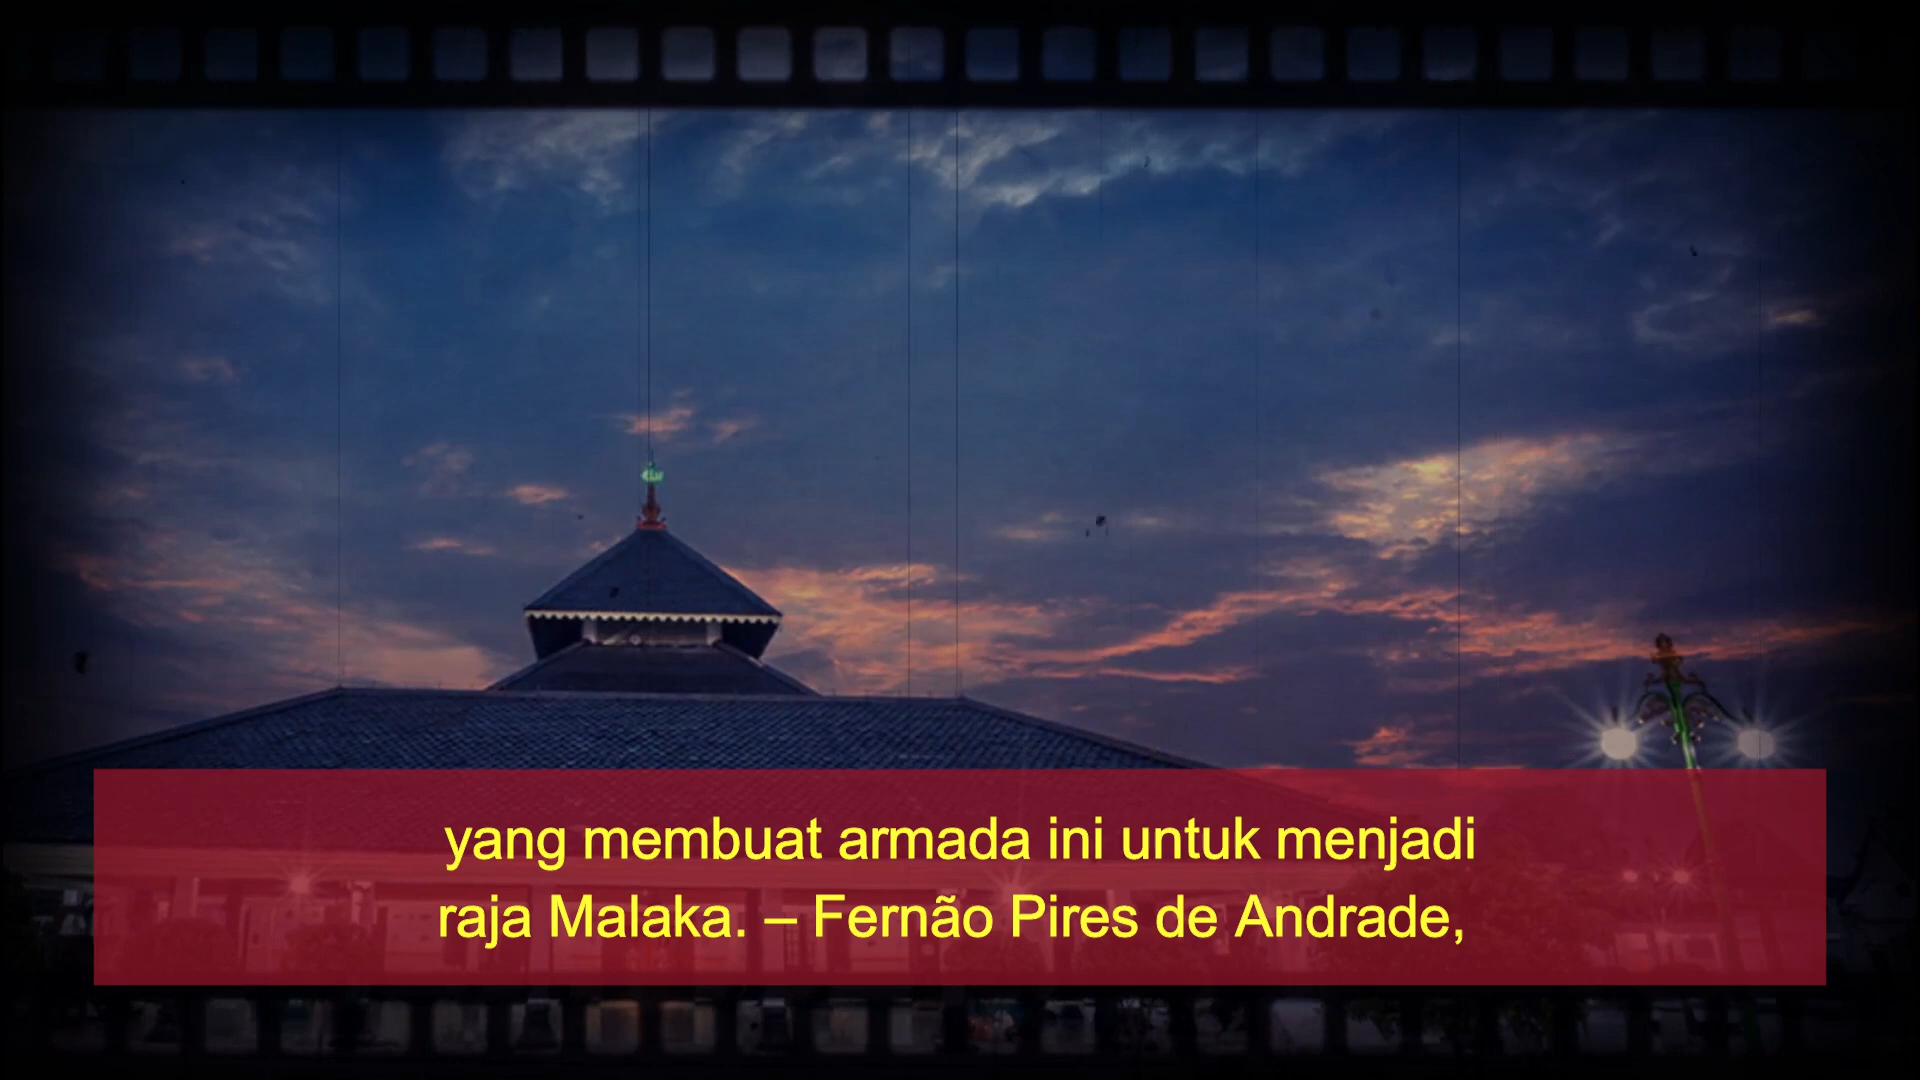 yang membuat armada ini untuk menjadi
raja Malaka. – Fernão Pires de Andrade,